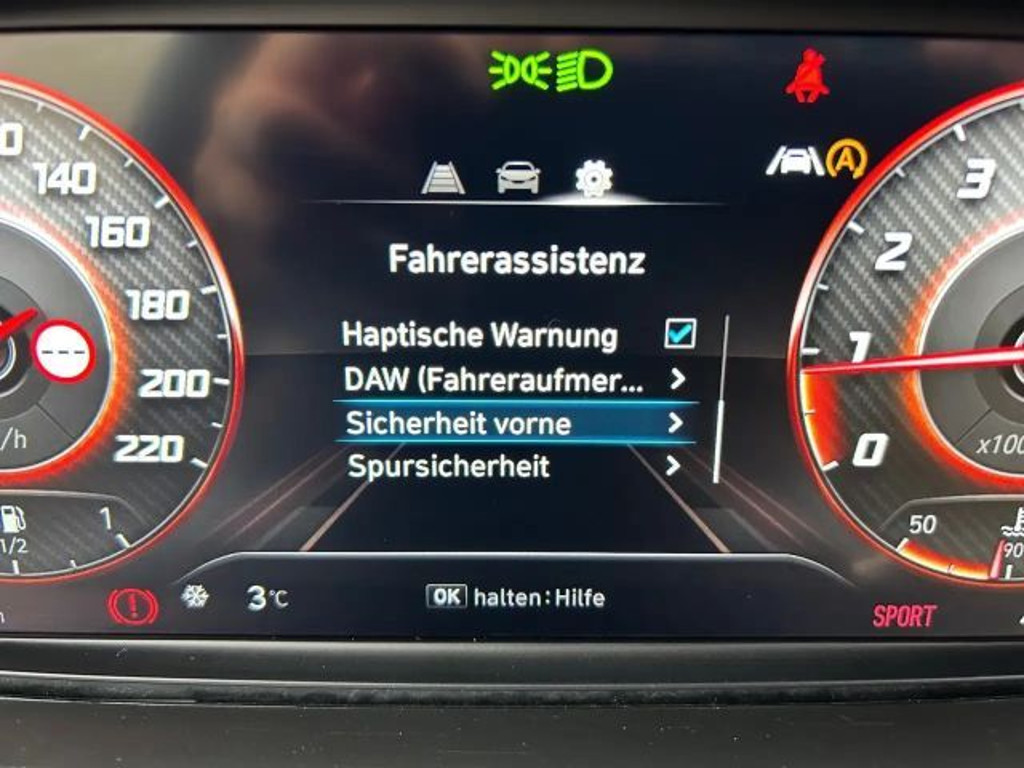 140
160
180
200
220
/h
1
1/2
A
Fahrerassistenz
Haptische Warnung
DAW (Fahreraufmer...
Sicherheit vorne
Spursicherheit
3°C
OK halten:Hilfe
3
2
1
0
50
90
SPORT